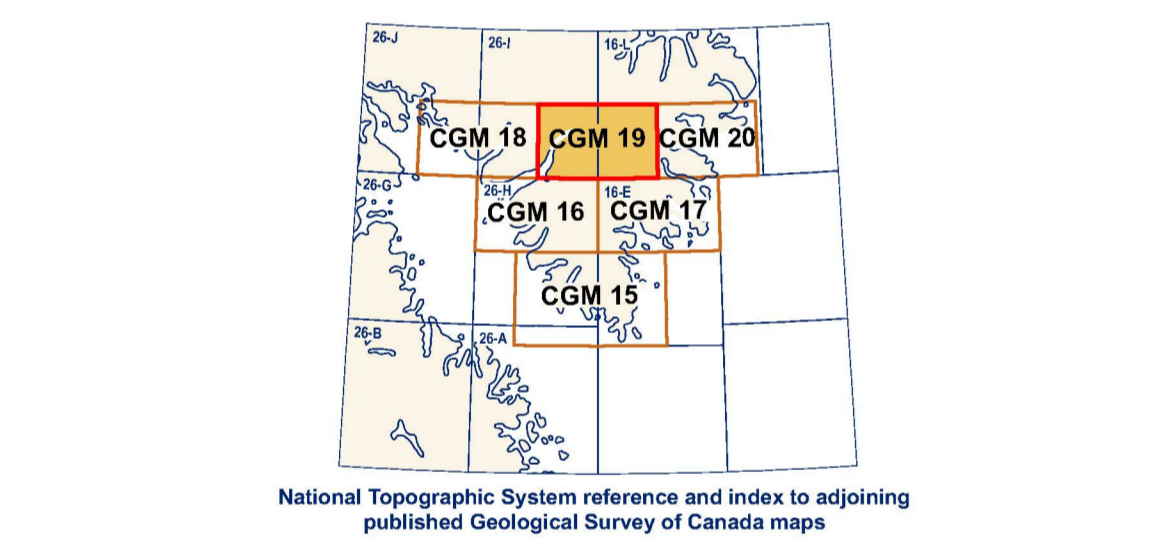 26-J
26-I
16-L
CGM 18
CGM 19
CGM 20
26-G
26-H
16-E
CGM 16
CGM 17
CGM 15
26-B
26-A
National Topographic System reference and index to adjoining
published Geological Survey of Canada maps